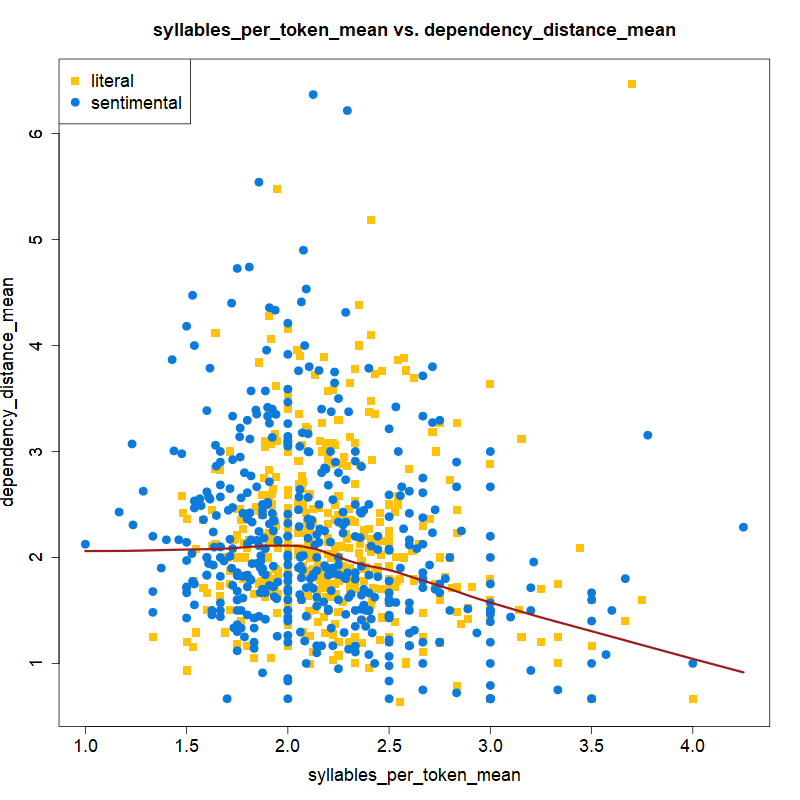 syllables_per_token_mean vs. dependency_distance_mean
literal
sentimental
dependency_distance_mean
6
5
4
3
2
1
1.0 1.5 2.0 2.5 3.0 3.5 4.0
syllables_per_token_mean